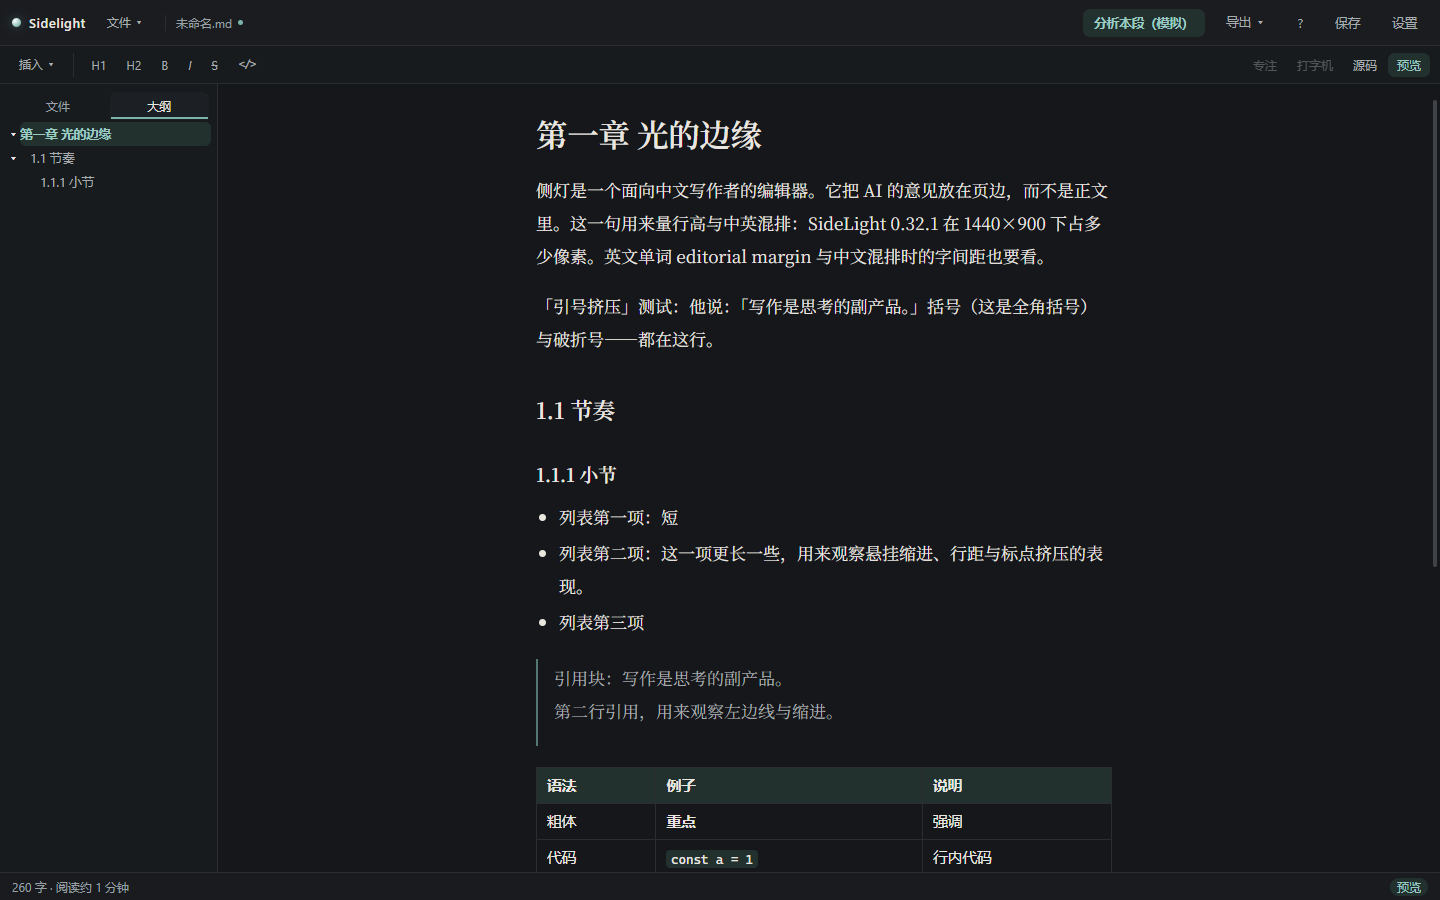 Sidelight
文件
未命名.md
分析本段（模拟）
导出
?
保存
设置
插入
H1
H2
B
I
S
</>
专注
打字机
源码
预览
文件
大纲
第一章 光的边缘
1.1 节奏
1.1.1 小节
第一章 光的边缘
侧灯是一个面向中文写作者的编辑器。它把 AI 的意见放在页边，而不是正文
里。这一句用来量行高与中英混排：SideLight 0.32.1 在 1440×900 下占多
少像素。英文单词 editorial margin 与中文混排时的字间距也要看。
「引号挤压」测试：他说：「写作是思考的副产品。」括号（这是全角括号）
与破折号——都在这行。
1.1 节奏
1.1.1 小节
列表第一项：短
列表第二项：这一项更长一些，用来观察悬挂缩进、行距与标点挤压的表
现。
列表第三项
引用块：写作是思考的副产品。
第二行引用，用来观察左边线与缩进。
语法 例子 说明
粗体 重点 强调
代码 const a = 1 行内代码
260 字 · 阅读约 1 分钟
预览